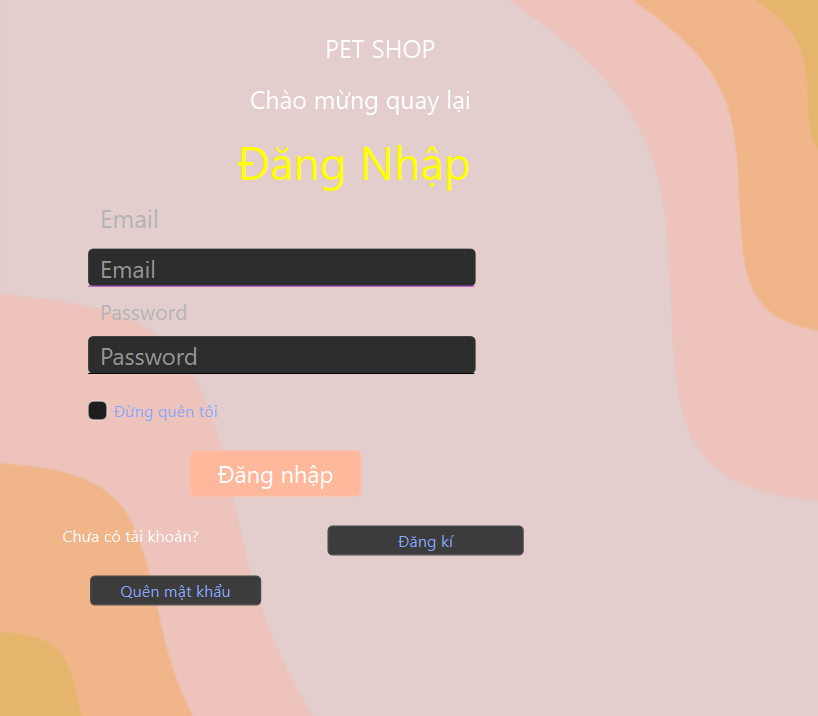 PET SHOP
Chào mừng quay lại
Đăng Nhập
Email
Email
Password
Password
Đừng quên tôi
Đăng nhập
Chưa có tài khoản?
Đăng kí
Quên mật khẩu